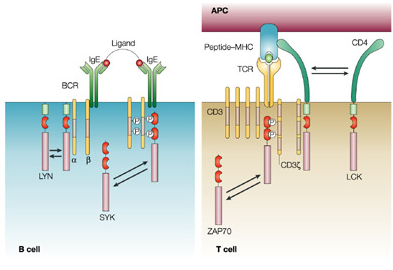 APC
Ligand
IgE
IgE
BCR
α
β
LYN
SYK
P
P
P
P
B cell
Peptide–MHC
TCR
CD4
CD3
P
P
CD3ζ
LCK
ZAP70
T cell